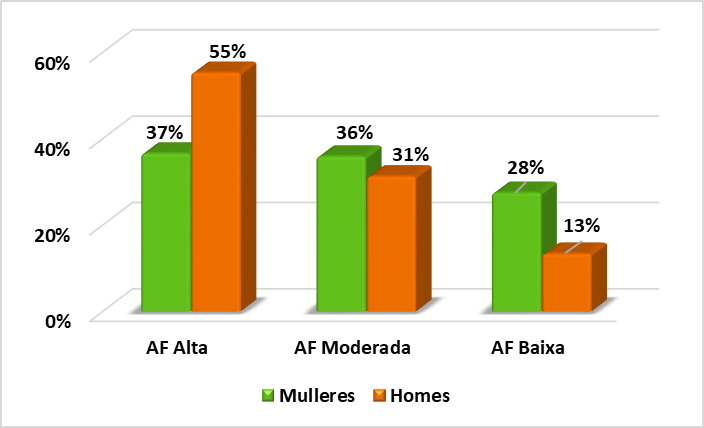 60%
40%
20%
0%
37%
55%
36%
31%
28%
13%
AF Alta
AF Moderada
AF Baixa
Mulleres
Homes